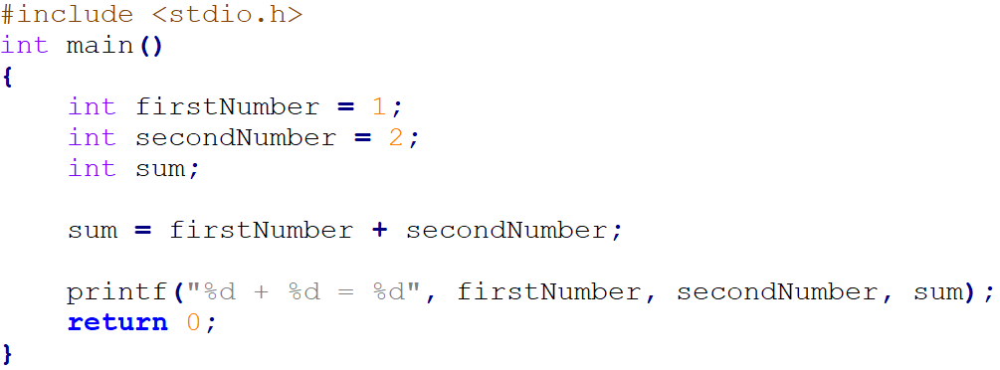 #include <stdio.h>
int main()
{
    int firstNumber = 1;
    int secondNumber = 2;
    int sum;

    sum = firstNumber + secondNumber;

    printf("%d + %d = %d", firstNumber, secondNumber, sum);
    return 0;
}